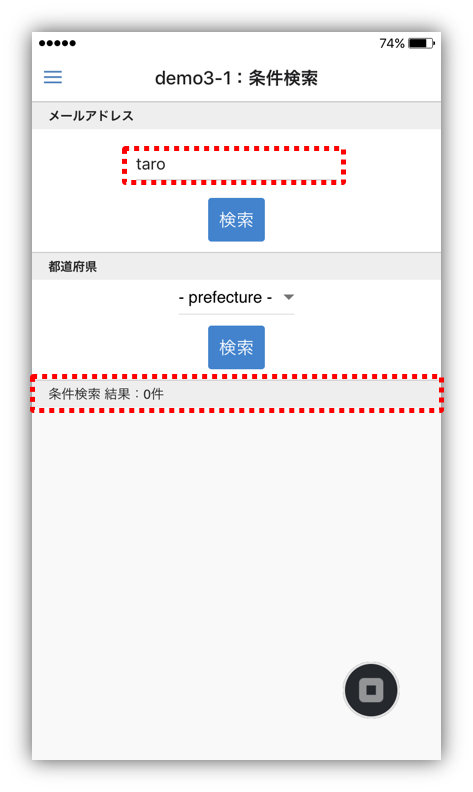 74%
demo3-1：条件検索
メールアドレス
taro
検索
都道府県
- prefecture -
検索
条件検索 結果：0件